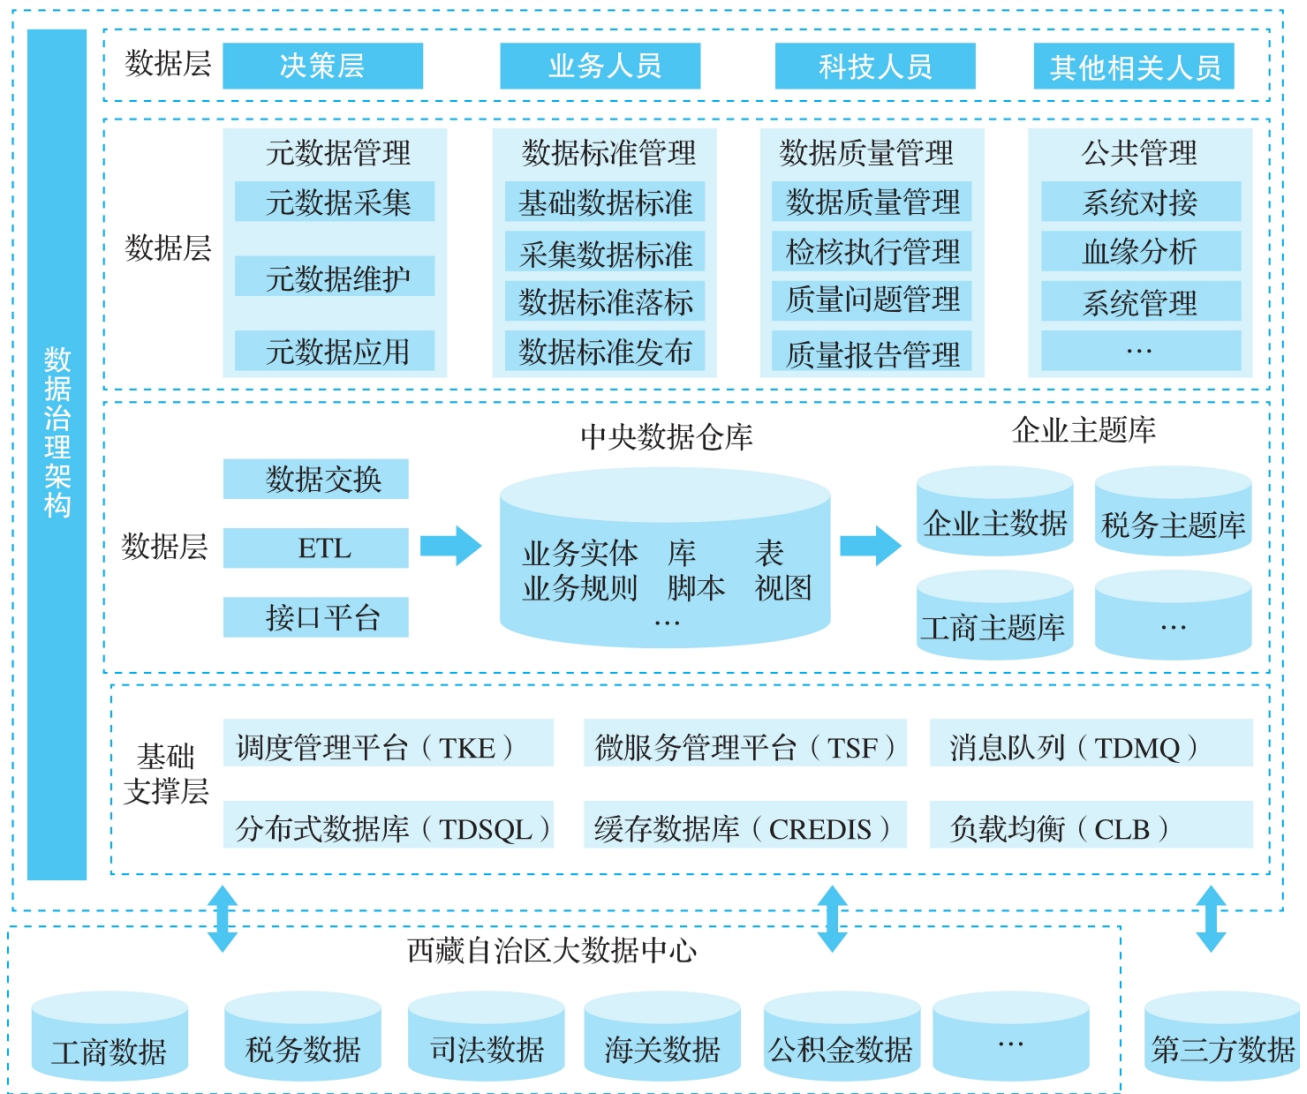 数据治理架构
数据层
决策层
业务人员
科技人员
其他相关人员
数据层
元数据管理
元数据采集
元数据维护
元数据应用
数据标准管理
基础数据标准
采集数据标准
数据标准落标
数据标准发布
数据质量管理
数据质量管理
检核执行管理
质量问题管理
质量报告管理
公共管理
系统对接
血缘分析
系统管理
…
数据层
数据交换
ETL
接口平台
中央数据仓库
业务实体 库 表
业务规则 脚本 视图
…
企业主题库
企业主数据
税务主题库
工商主题库
…
基础
支撑层
调度管理平台（TKE）
微服务管理平台（TSF）
消息队列（TDMQ）
分布式数据库（TDSQL）
缓存数据库（CREDIS）
负载均衡（CLB）
西藏自治区大数据中心
工商数据
税务数据
司法数据
海关数据
公积金数据
…
第三方数据